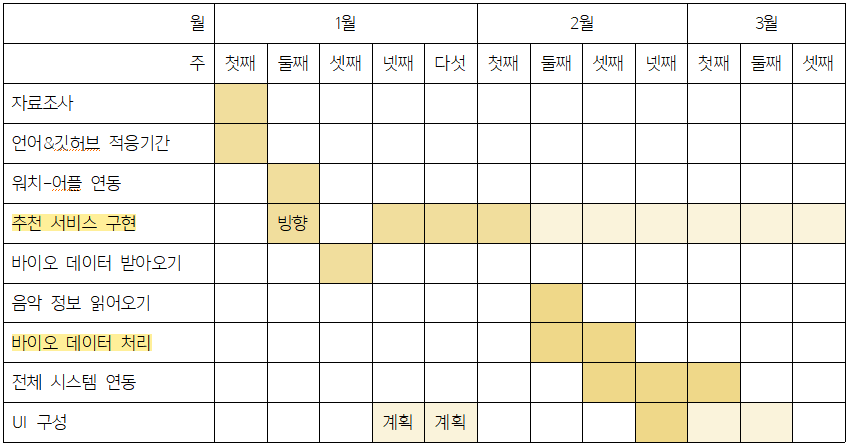 월 1월 2월 3월
주 첫째 둘째 셋째 넷째 다섯 첫째 둘째 셋째 넷째 첫째 둘째 셋째
자료조사
언어&깃허브 적응기간
워치-어플 연동
추천 서비스 구현 방향
바이오 데이터 받아오기
음악 정보 읽어오기
바이오 데이터 처리
전체 시스템 연동
UI 구성 계획 계획